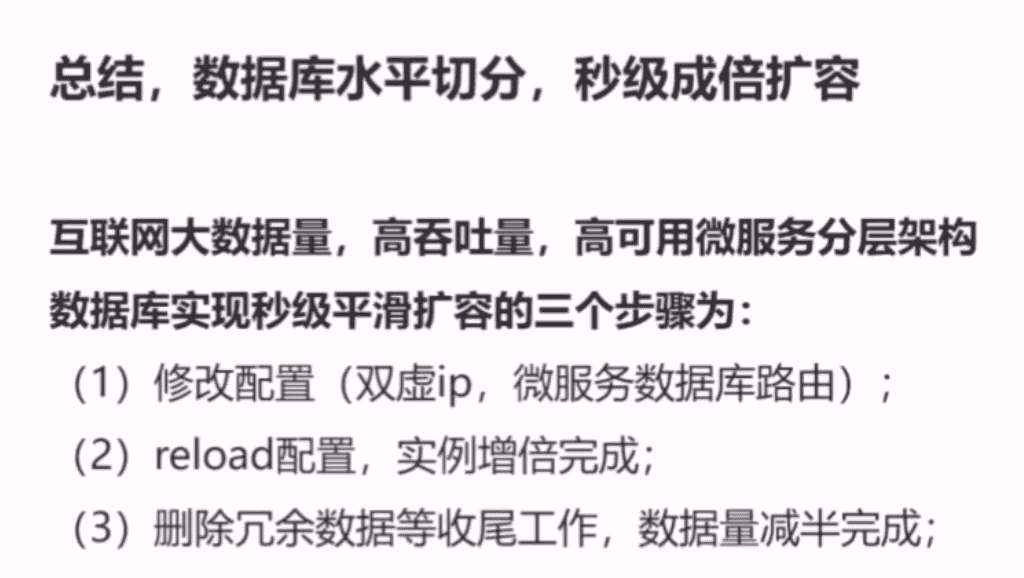 总结，数据库水平切分，秒级成倍扩容
互联网大数据量，高吞吐量，高可用微服务分层架构
数据库实现秒级平滑扩容的三个步骤为：
（1）修改配置（双虚ip，微服务数据库路由）；
（2）reload配置，实例增倍完成；
（3）删除冗余数据等收尾工作，数据量减半完成；